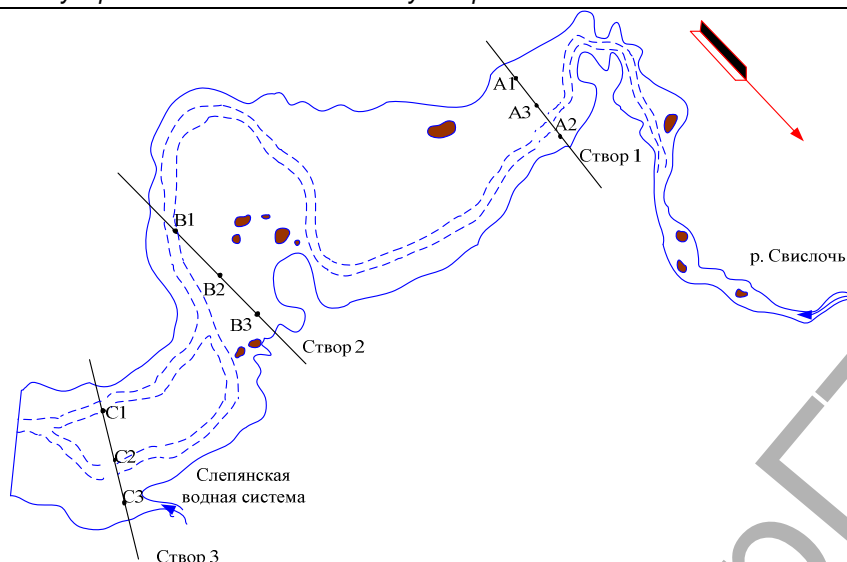 А1
А3
А2
Створ 1
р. Свислочь
В1
В2
В3
Створ 2
С1
С2
С3
Слепянская
водная система
Створ 3